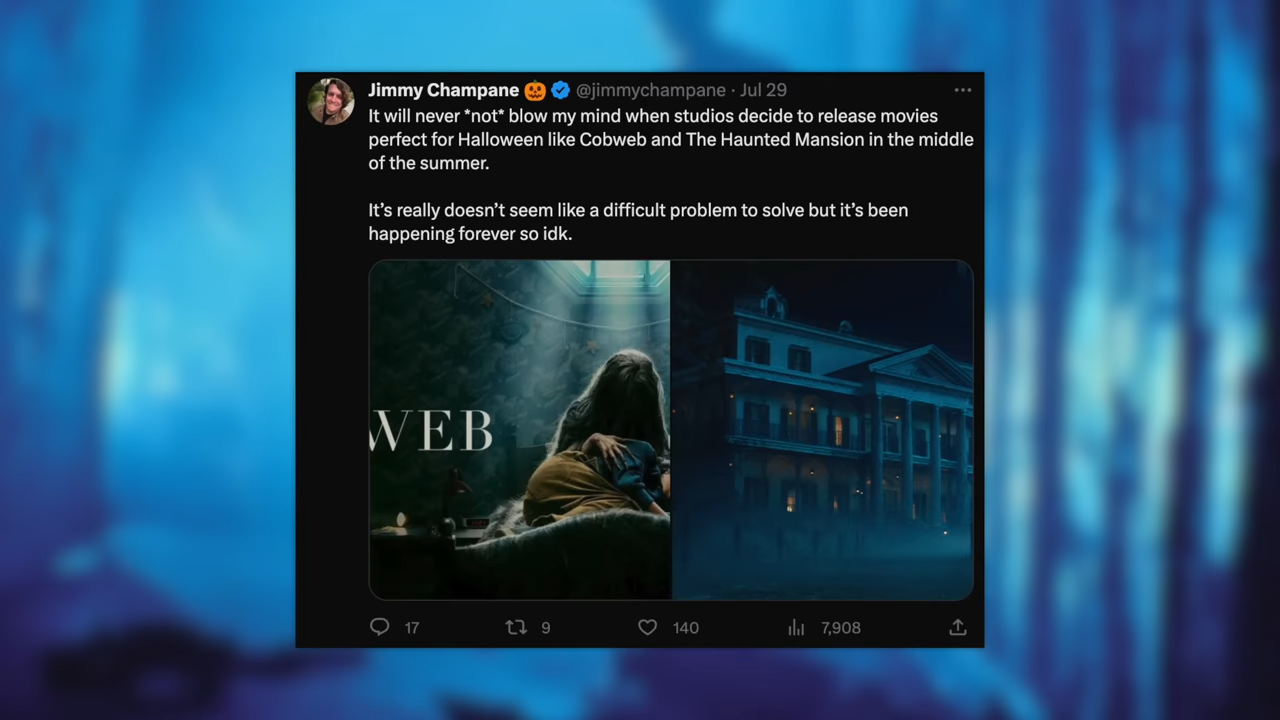 Jimmy Champane 🎃 @jimmychampane · Jul 29
It will never *not* blow my mind when studios decide to release movies
perfect for Halloween like Cobweb and The Haunted Mansion in the middle
of the summer.
It’s really doesn’t seem like a difficult problem to solve but it’s been
happening forever so idk.
WEB
17 9 140 7,908